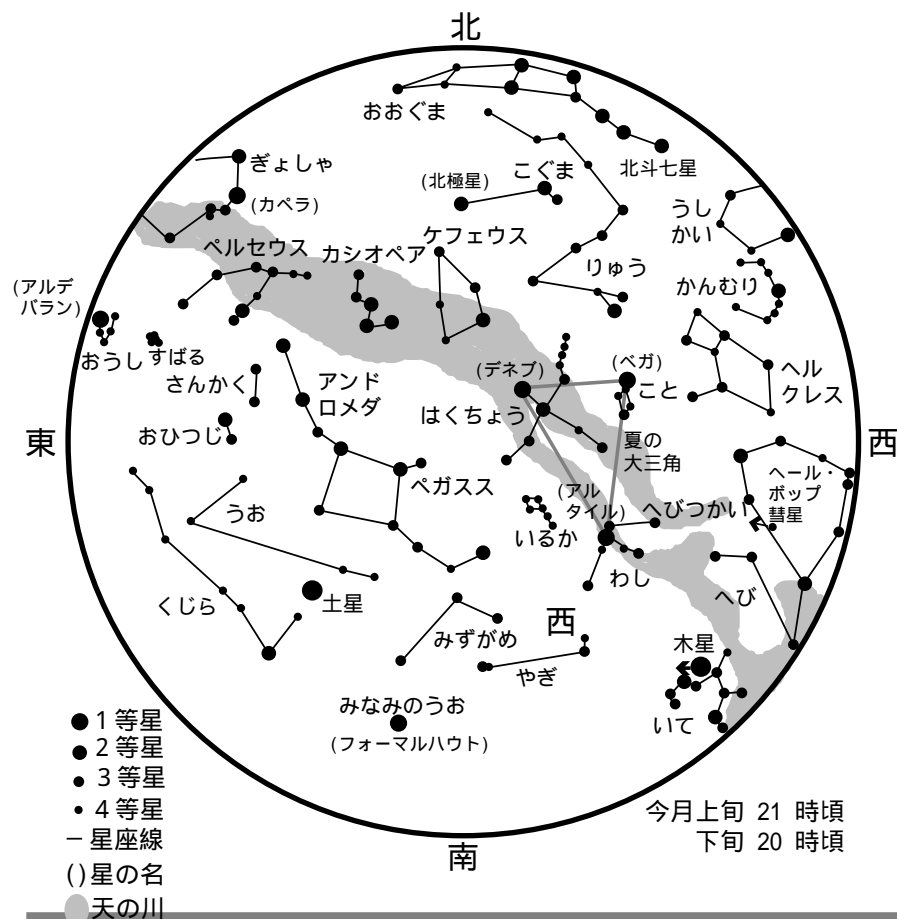 北
おおぐま
北斗七星
ぎょしゃ
(カペラ)
(北極星)
こぐま
うし
かい
ペルセウス
カシオペア
ケフェウス
りゅう
かんむり
(アルデ
バラン)
おうし
すばる
さんかく
アンド
ロメダ
(デネブ)
(ベガ)
こと
ヘル
クレス
はくちょう
おひつじ
東
西
夏の
大三角
ヘール・
ボップ
彗星
ペガスス
うお
(アル
タイル)
へびつかい
いるか
わし
へび
くじら
土星
みずがめ
西
やぎ
木星
いて
みなみのうお
(フォーマルハウト)
1等星
2等星
3等星
4等星
星座線
()星の名
天の川
南
今月上旬 21 時頃
下旬 20 時頃